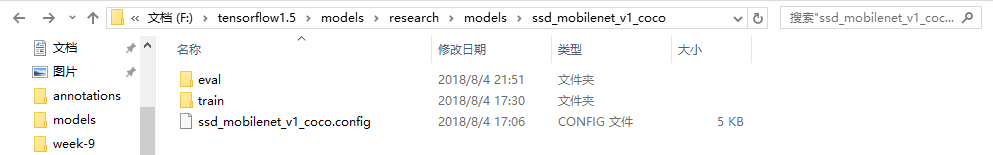 文档 (F:) › tensorflow1.5 › models › research › models › ssd_mobilenet_v1_coco 搜索"ssd_mobilenet_v1_coc...
文档 名称 修改日期 类型 大小
图片 eval 2018/8/4 21:51 文件夹
annotations train 2018/8/4 17:30 文件夹
models ssd_mobilenet_v1_coco.config 2018/8/4 17:06 CONFIG 文件 5 KB
week-9